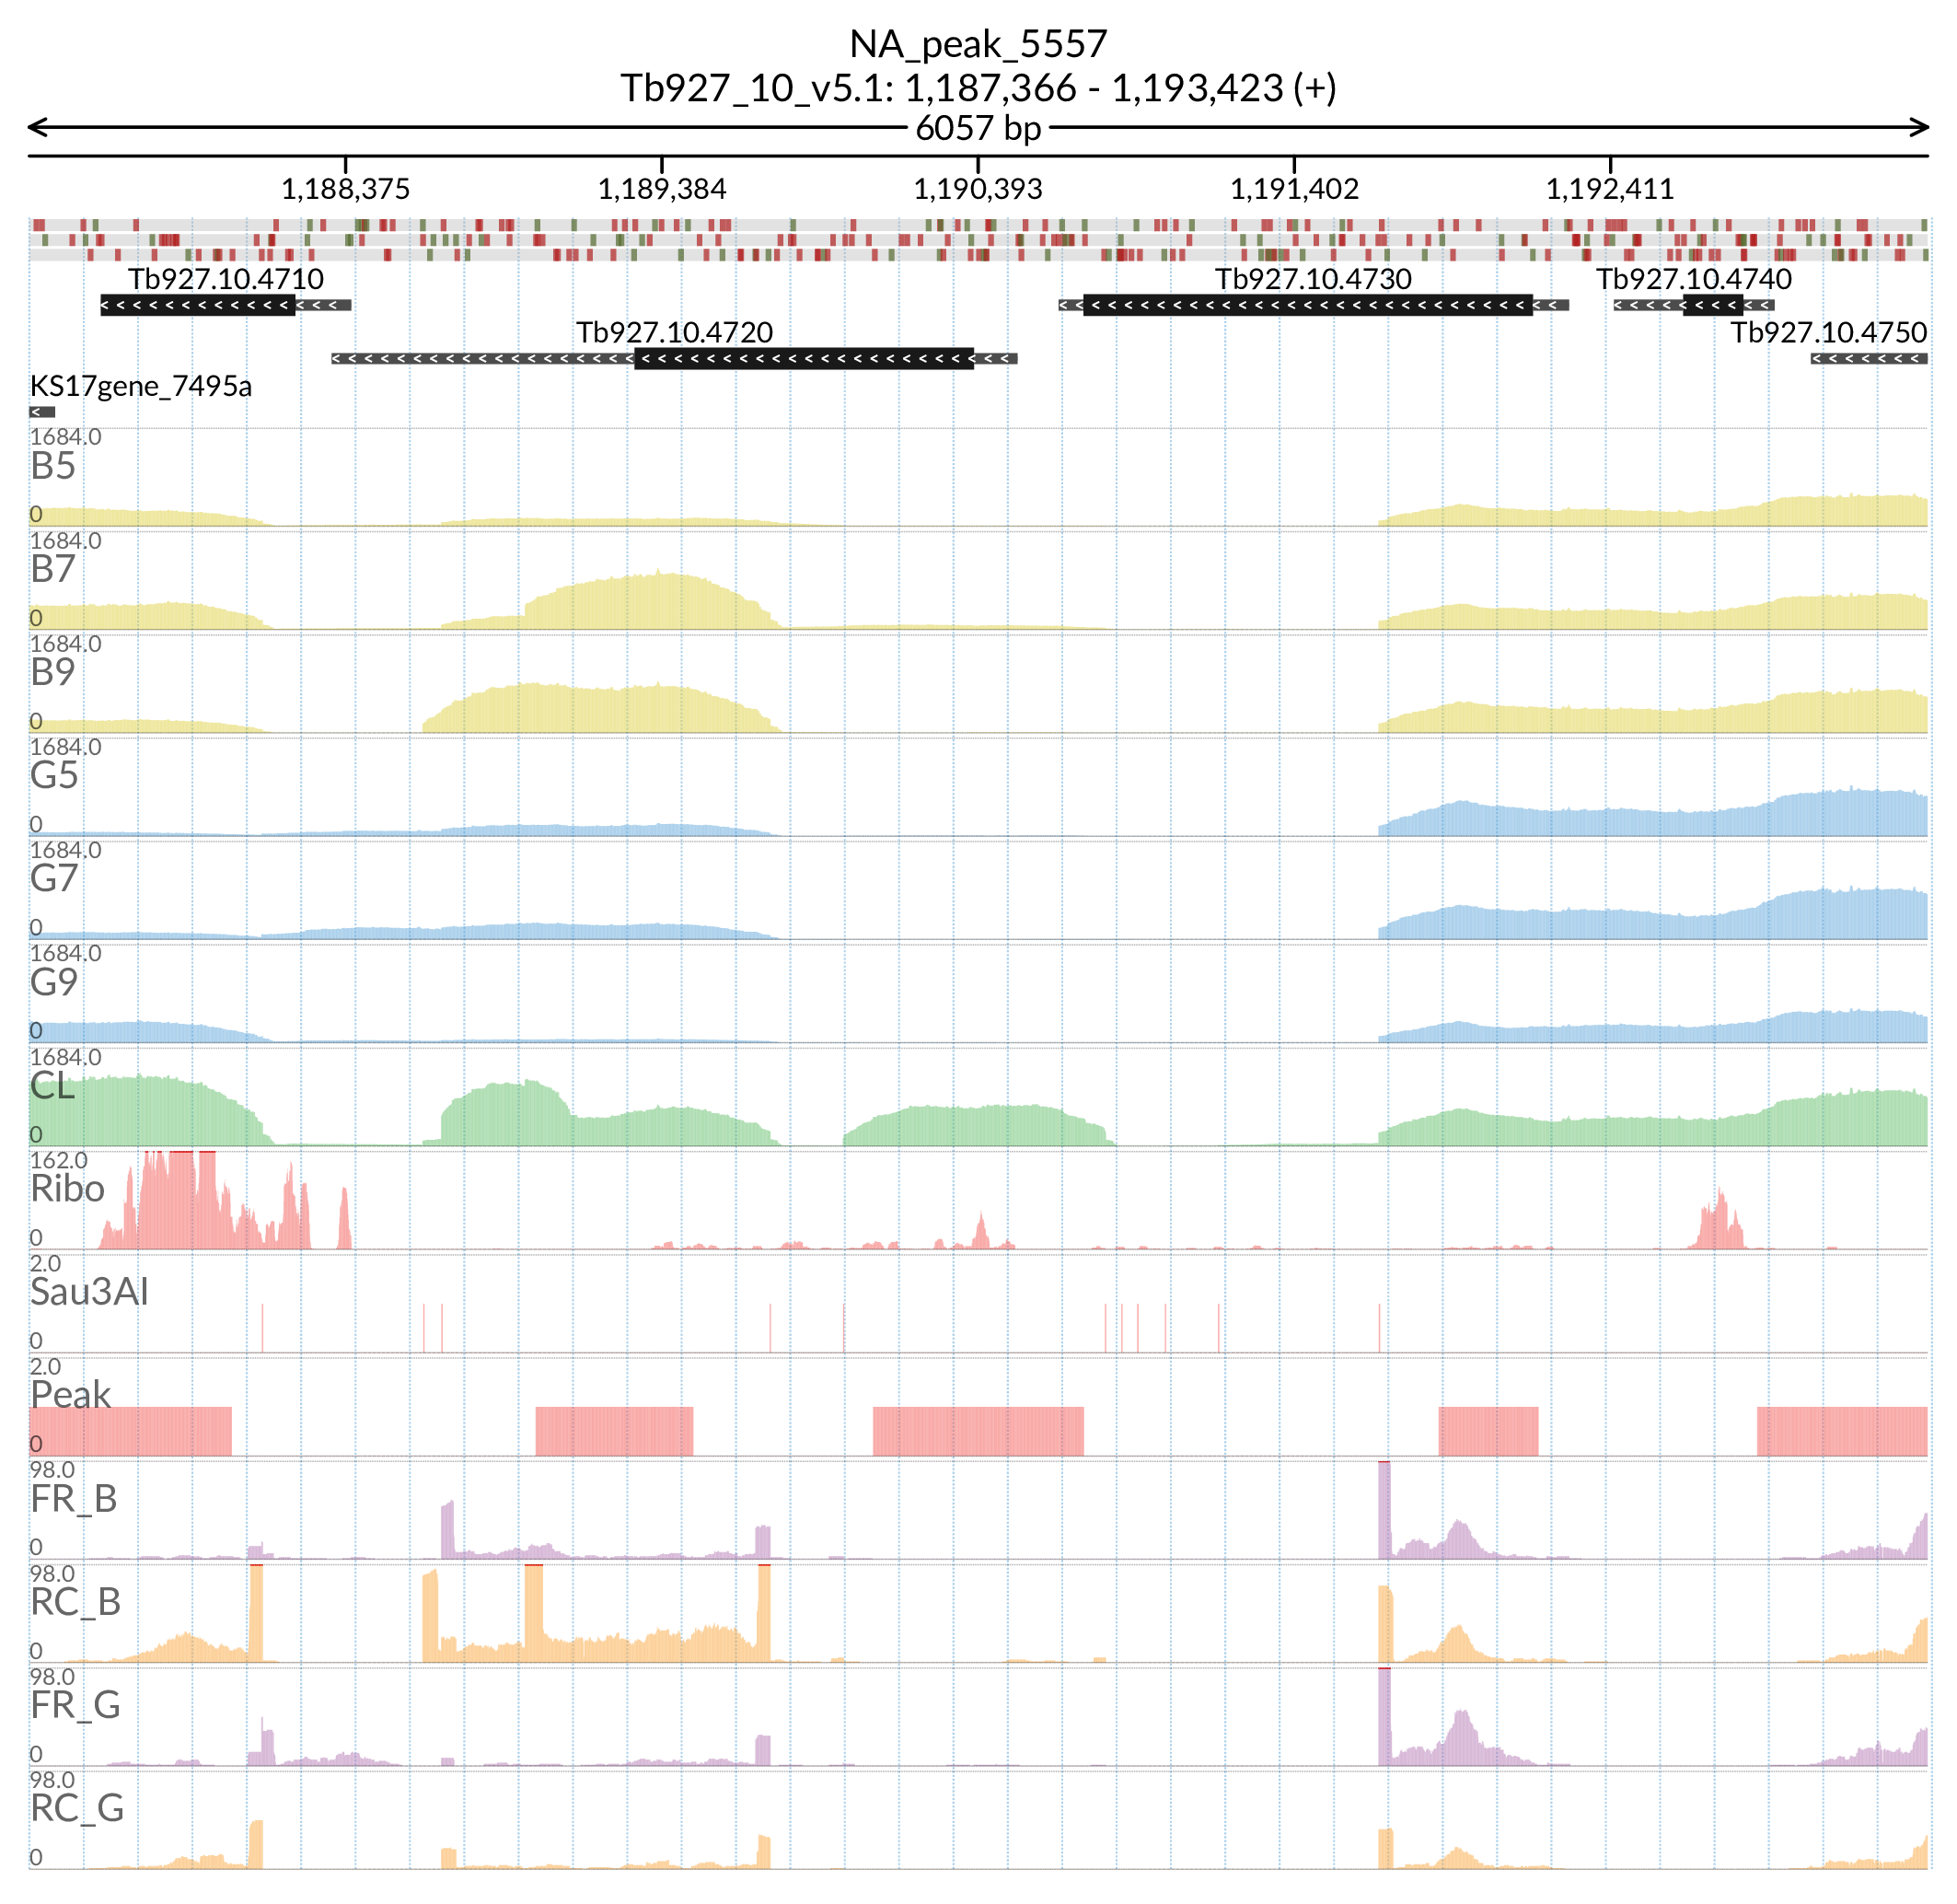 NA_peak_5557
Tb927_10_v5.1: 1,187,366 - 1,193,423 (+)
6057 bp
1,188,375 1,189,384 1,190,393 1,191,402 1,192,411
Tb927.10.4710 Tb927.10.4730 Tb927.10.4740
Tb927.10.4720 Tb927.10.4750
KS17gene_7495a
1684.0
B5
0
1684.0
B7
0
1684.0
B9
0
1684.0
G5
0
1684.0
G7
0
1684.0
G9
0
1684.0
CL
0
162.0
Ribo
0
2.0
Sau3AI
0
2.0
Peak
0
98.0
FR_B
0
98.0
RC_B
0
98.0
FR_G
0
98.0
RC_G
0